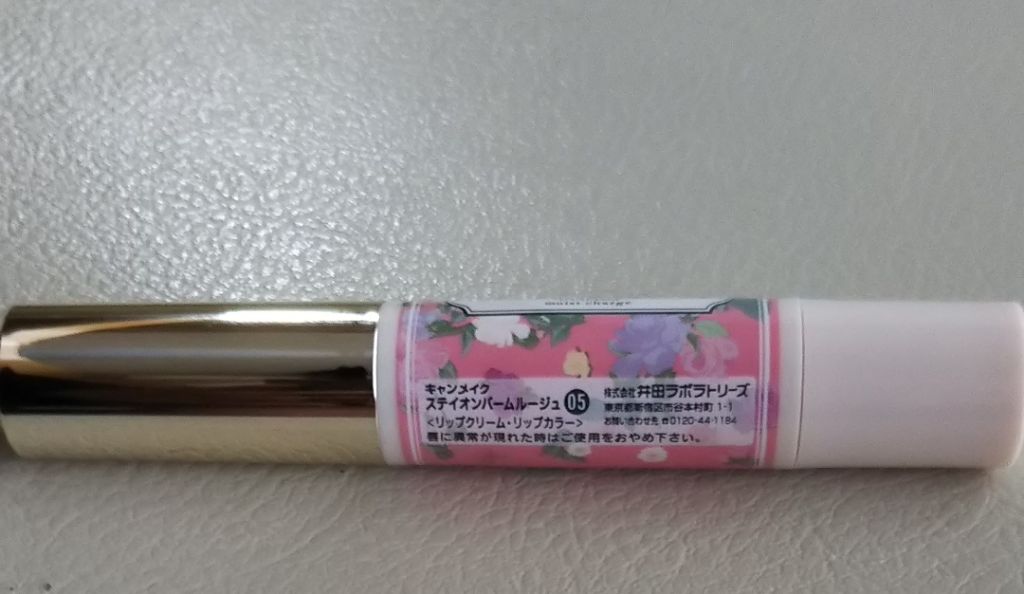 moist charge
キャンメイク
ステイオンバームルージュ 05
<リップクリーム・リップカラー>
株式会社 井田ラボラトリーズ
東京都新宿区市谷本村町 1-1
お問い合わせ先 ☎0120-44-1184
唇に異常が現れた時はご使用をおやめ下さい。